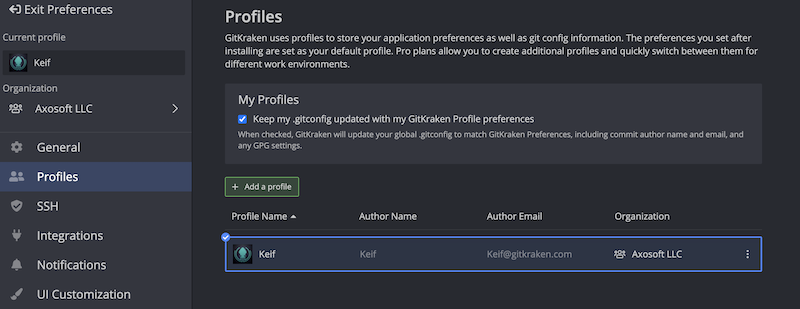 Exit Preferences
Current profile
Keif
Organization
Axosoft LLC
General
Profiles
SSH
Integrations
Notifications
UI Customization
Profiles
GitKraken uses profiles to store your application preferences as well as git config information. The preferences you set after
installing are set as your default profile. Pro plans allow you to create additional profiles and quickly switch between them for
different work environments.
My Profiles
Keep my .gitconfig updated with my GitKraken Profile preferences
When checked, GitKraken will update your global .gitconfig to match GitKraken Preferences, including commit author name and email, and
any GPG settings.
+ Add a profile
Profile Name Author Name Author Email Organization
Keif Keif Keif@gitkraken.com Axosoft LLC